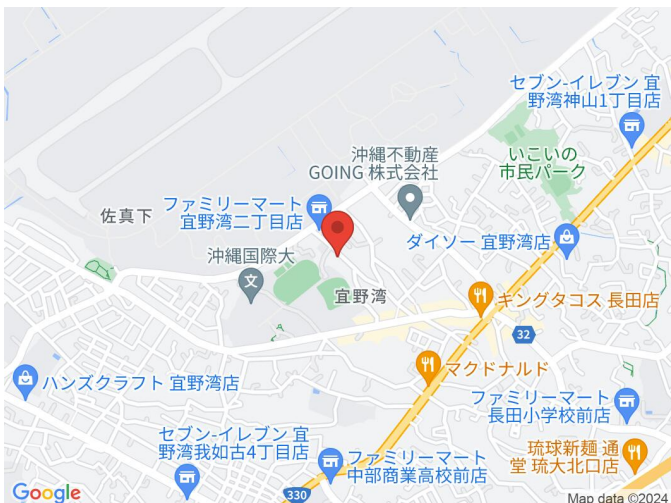 セブン-イレブン 宜
野湾神山1丁目店
沖縄不動産
GOING 株式会社
いこいの
市民パーク
ファミリーマート
宜野湾二丁目店
佐真下
ダイソー 宜野湾店
沖縄国際大
文
宜野湾
キングタコス 長田店
32
マクドナルド
ハンズクラフト 宜野湾店
ファミリーマート
長田小学校前店
セブン-イレブン 宜
野湾我如古4丁目店
ファミリーマート
中部商業高校前店
琉球新麺 通
堂 琉大北口店
330
Google
Map data ©2024